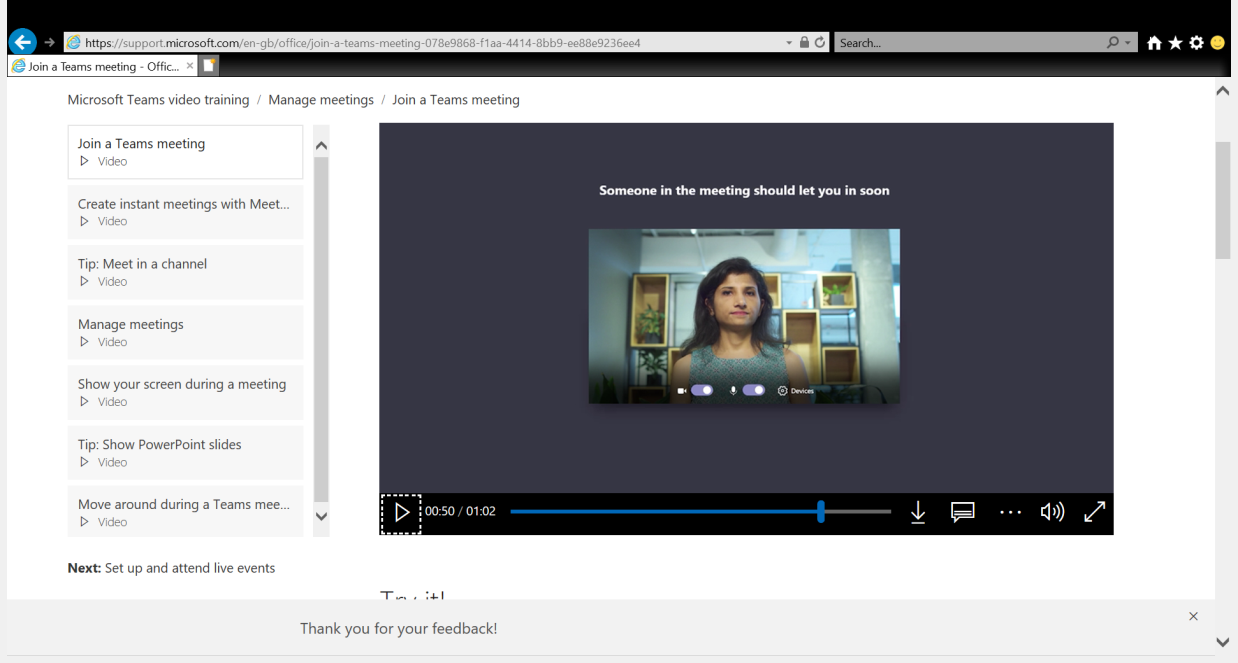 https://support.microsoft.com/en-gb/office/join-a-teams-meeting-078e9868-f1aa-4414-8bb9-ee88e9236ee4
Search...
Join a Teams meeting - Offic...
Microsoft Teams video training / Manage meetings / Join a Teams meeting
Join a Teams meeting
Video
Create instant meetings with Meet...
Video
Tip: Meet in a channel
Video
Manage meetings
Video
Show your screen during a meeting
Video
Tip: Show PowerPoint slides
Video
Move around during a Teams mee...
Video
Next: Set up and attend live events
Someone in the meeting should let you in soon
Devices
00:50 / 01:02
Try it!
Thank you for your feedback!